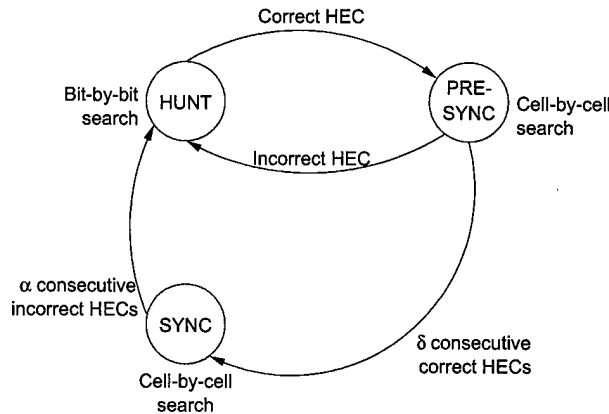 Correct HEC
Bit-by-bit
search
HUNT
PRE-
SYNC
Cell-by-cell
search
Incorrect HEC
α consecutive
incorrect HECs
SYNC
Cell-by-cell
search
δ consecutive
correct HECs